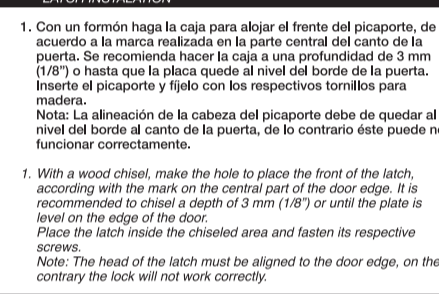 1. Con un formón haga la caja para alojar el frente del picaporte, de
acuerdo a la marca realizada en la parte central del canto de la
puerta. Se recomienda hacer la caja a una profundidad de 3 mm
(1/8") o hasta que la placa quede al nivel del borde de la puerta.
Inserte el picaporte y fíjelo con los respectivos tornillos para
madera.
Nota: La alineación de la cabeza del picaporte debe de quedar al
nivel del borde al canto de la puerta, de lo contrario éste puede
funcionar correctamente.
1. With a wood chisel, make the hole to place the front of the latch,
according with the mark on the central part of the door edge. It is
recommended to chisel a depth of 3 mm (1/8") or until the plate is
level on the edge of the door.
Place the latch inside the chiseled area and fasten its respective
screws.
Note: The head of the latch must be aligned to the door edge, on the
contrary the lock will not work correctly.